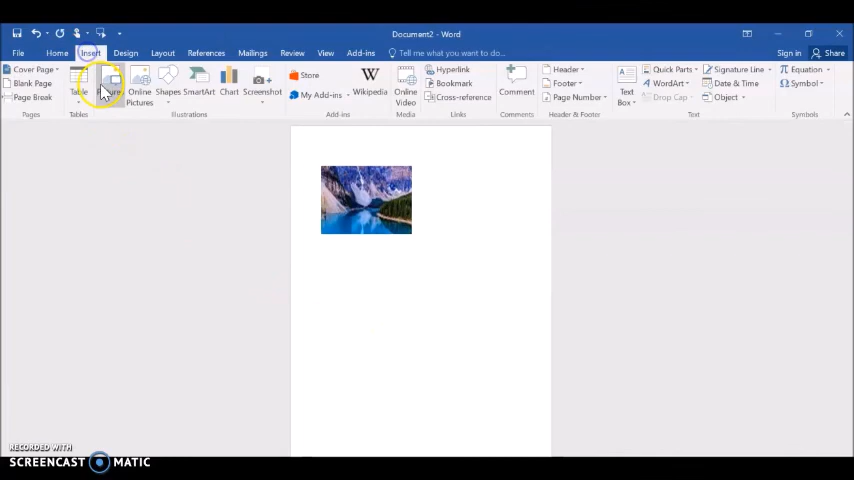 Document2 - Word
File Home Insert Design Layout References Mailings Review View Add-ins Tell me what you want to do... Sign in Share
Cover Page
Blank Page
Page Break
Pages
Table
Tables
Online Pictures
Shapes
SmartArt
Chart
Screenshot
Illustrations
Store
My Add-ins
Wikipedia
Add-ins
Online Video
Media
Hyperlink
Bookmark
Cross-reference
Links
Comment
Comments
Header
Footer
Page Number
Header & Footer
Text Box
Quick Parts
WordArt
Drop Cap
Signature Line
Date & Time
Object
Text
Equation
Symbol
Symbols
RECORDED WITH
SCREENCAST MATIC